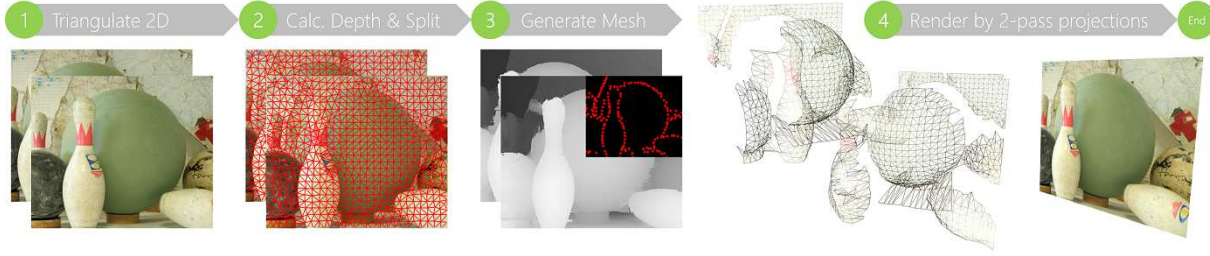 1 Triangulate 2D
2 Calc. Depth & Split
3 Generate Mesh
4 Render by 2-pass projections
End